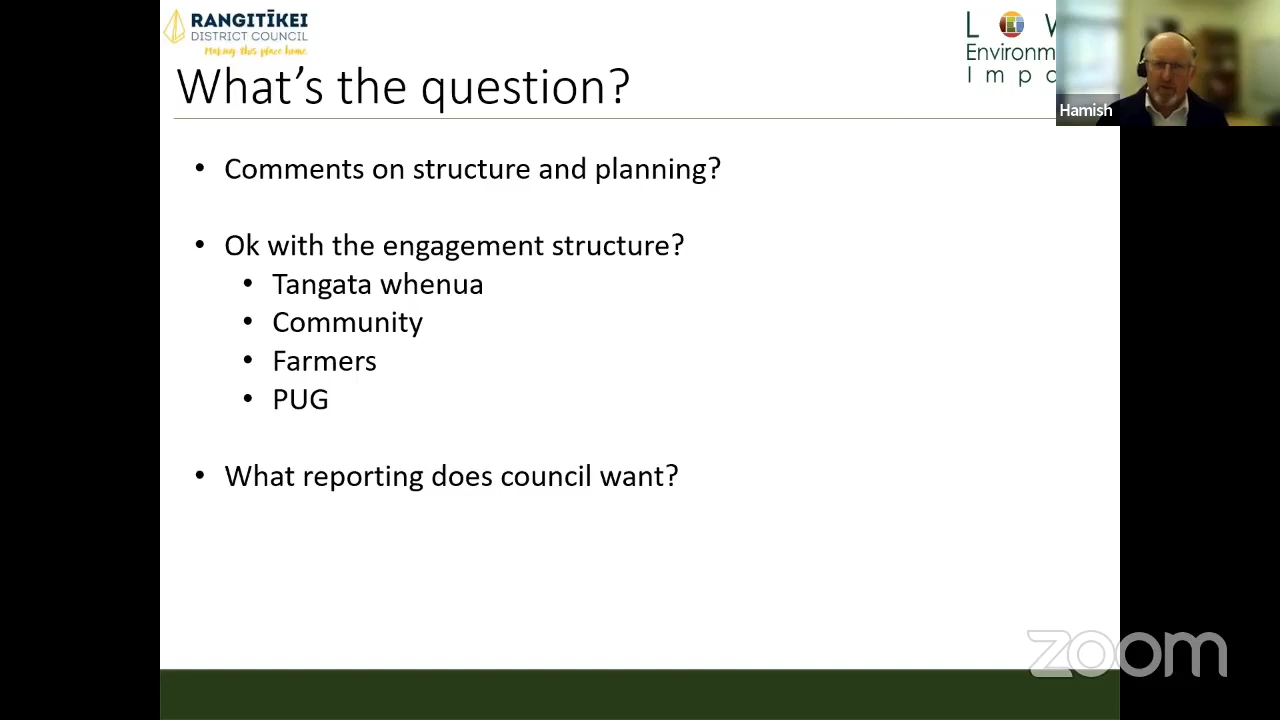 RANGITĪKEI
DISTRICT COUNCIL
Making this place home.
L O W
Environm
I m p
Hamish
What's the question?
• Comments on structure and planning?
• Ok with the engagement structure?
• Tangata whenua
• Community
• Farmers
• PUG
• What reporting does council want?
zoom